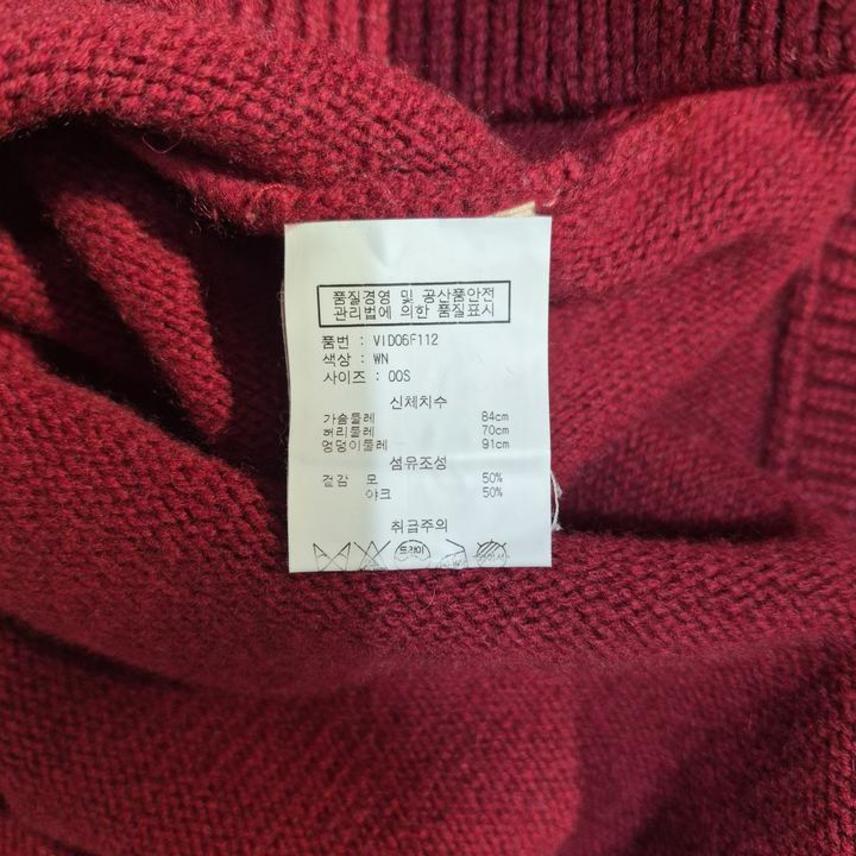 품질경영 및 공산품안전
관리법에 의한 품질표시
품번 : VID06F112
색상 : WN
사이즈 : 00S
신체치수
가슴둘레 84cm
허리둘레 70cm
엉덩이둘레 91cm
섬유조성
겉감 모 50%
야크 50%
취급주의
드라이